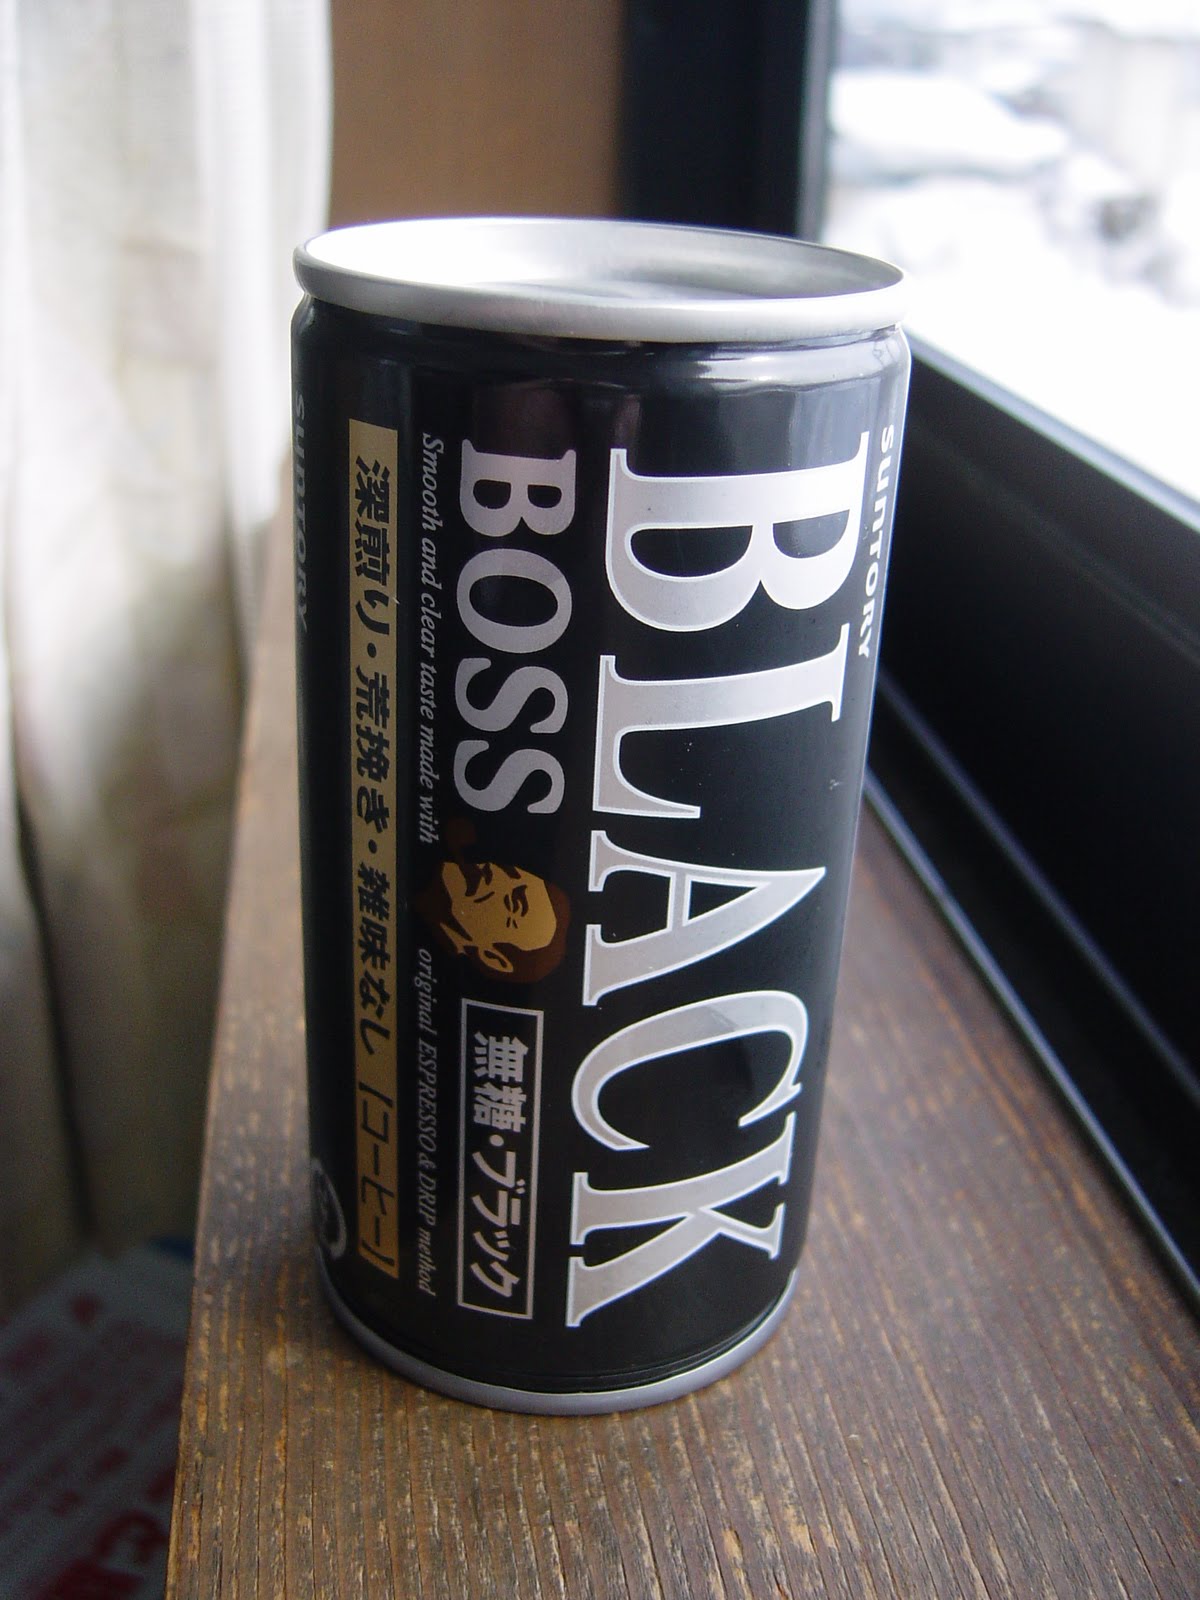 SUNTORY
BLACK
BOSS
無糖・ブラック
Smooth and clear taste made with original ESPRESSO & DRIP method
深煎り・荒挽き・雑味なし [コーヒー]
SUNTORY